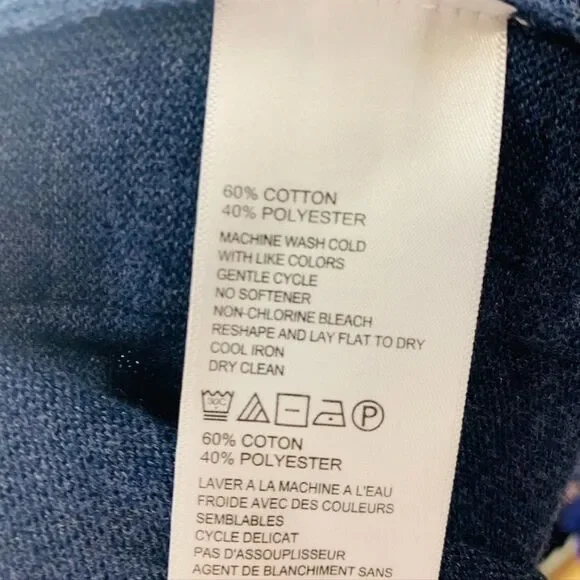 60% COTTON
40% POLYESTER
MACHINE WASH COLD
WITH LIKE COLORS
GENTLE CYCLE
NO SOFTENER
NON-CHLORINE BLEACH
RESHAPE AND LAY FLAT TO DRY
COOL IRON
DRY CLEAN
30C P
60% COTON
40% POLYESTER
LAVER A LA MACHINE A L'EAU
FROIDE AVEC DES COULEURS
SEMBLABLES
CYCLE DELICAT
PAS D'ASSOUPLISEUR
AGENT DE BLANCHIMENT SANS